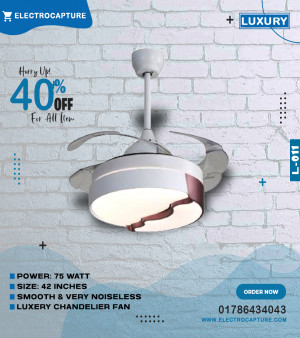 ELECTROCAPTURE
LUXURY
Hurry Up!
40% OFF
For All Item
L-011
POWER: 75 WATT
SIZE: 42 INCHES
SMOOTH & VERY NOISELESS
LUXERY CHANDELIER FAN
ORDER NOW
01786434043
WWW.ELECTROCAPTURE.COM